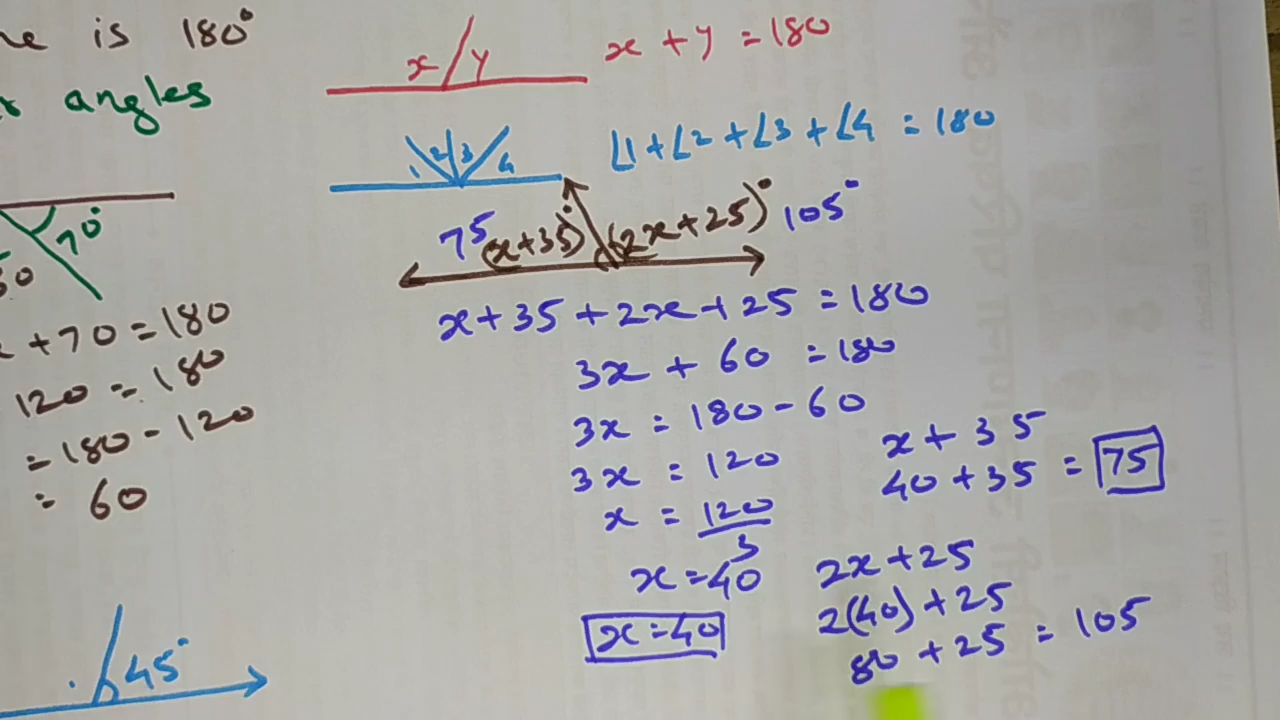 is 180°
angles
70°
+70 = 180
120 = 180
= 180 - 120
= 60
45°
x y x + y = 180
1 2 3 4 ∠1 + ∠2 + ∠3 + ∠4 = 180
75 (x+35)° (2x+25)° 105°
x + 35 + 2x + 25 = 180
3x + 60 = 180
3x = 180 - 60
3x = 120
x = 120/3
x = 40
x = 40
x + 35
40 + 35 = 75
2x + 25
2(40) + 25
80 + 25 = 105